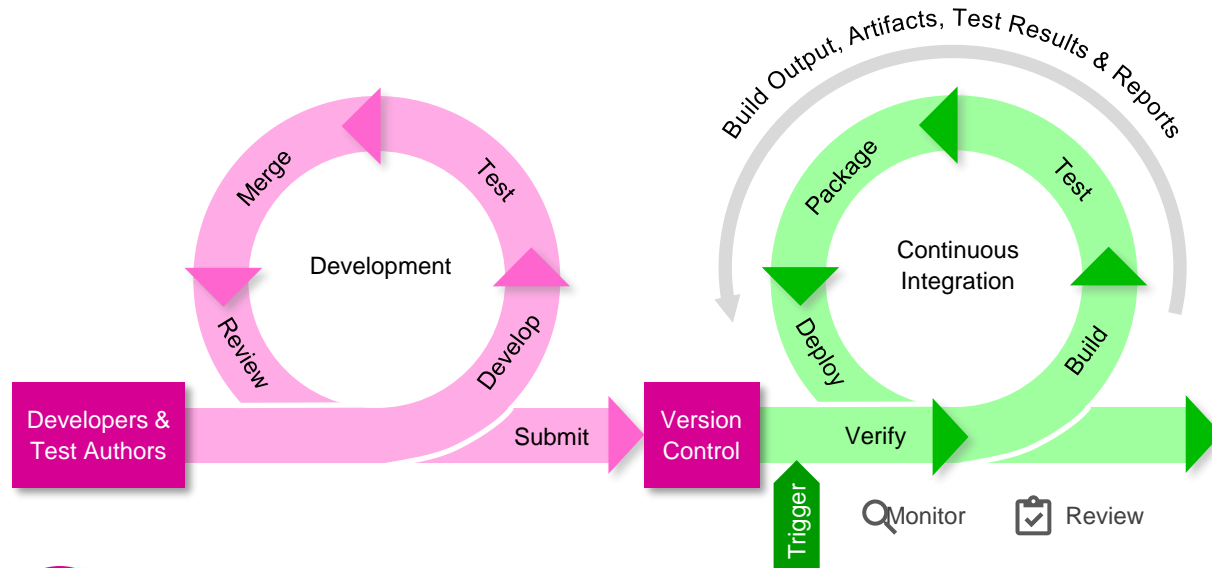 Build Output, Artifacts, Test Results & Reports
Merge
Test
Development
Review
Develop
Package
Test
Continuous
Integration
Deploy
Build
Developers &
Test Authors
Submit
Version
Control
Verify
Trigger
Monitor
Review